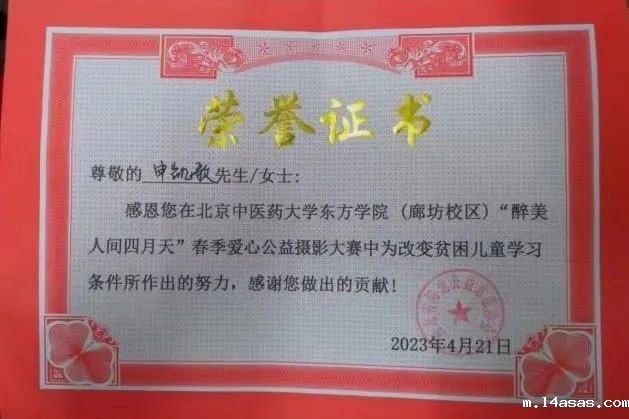 荣誉证书
尊敬的 申凯歌 先生/女士:
感恩您在北京中医药大学东方学院（廊坊校区）“醉美
人间四月天”春季爱心公益摄影大赛中为改变贫困儿童学习
条件所作出的努力，感谢您做出的贡献!
2023年4月21日
m.14asas.com